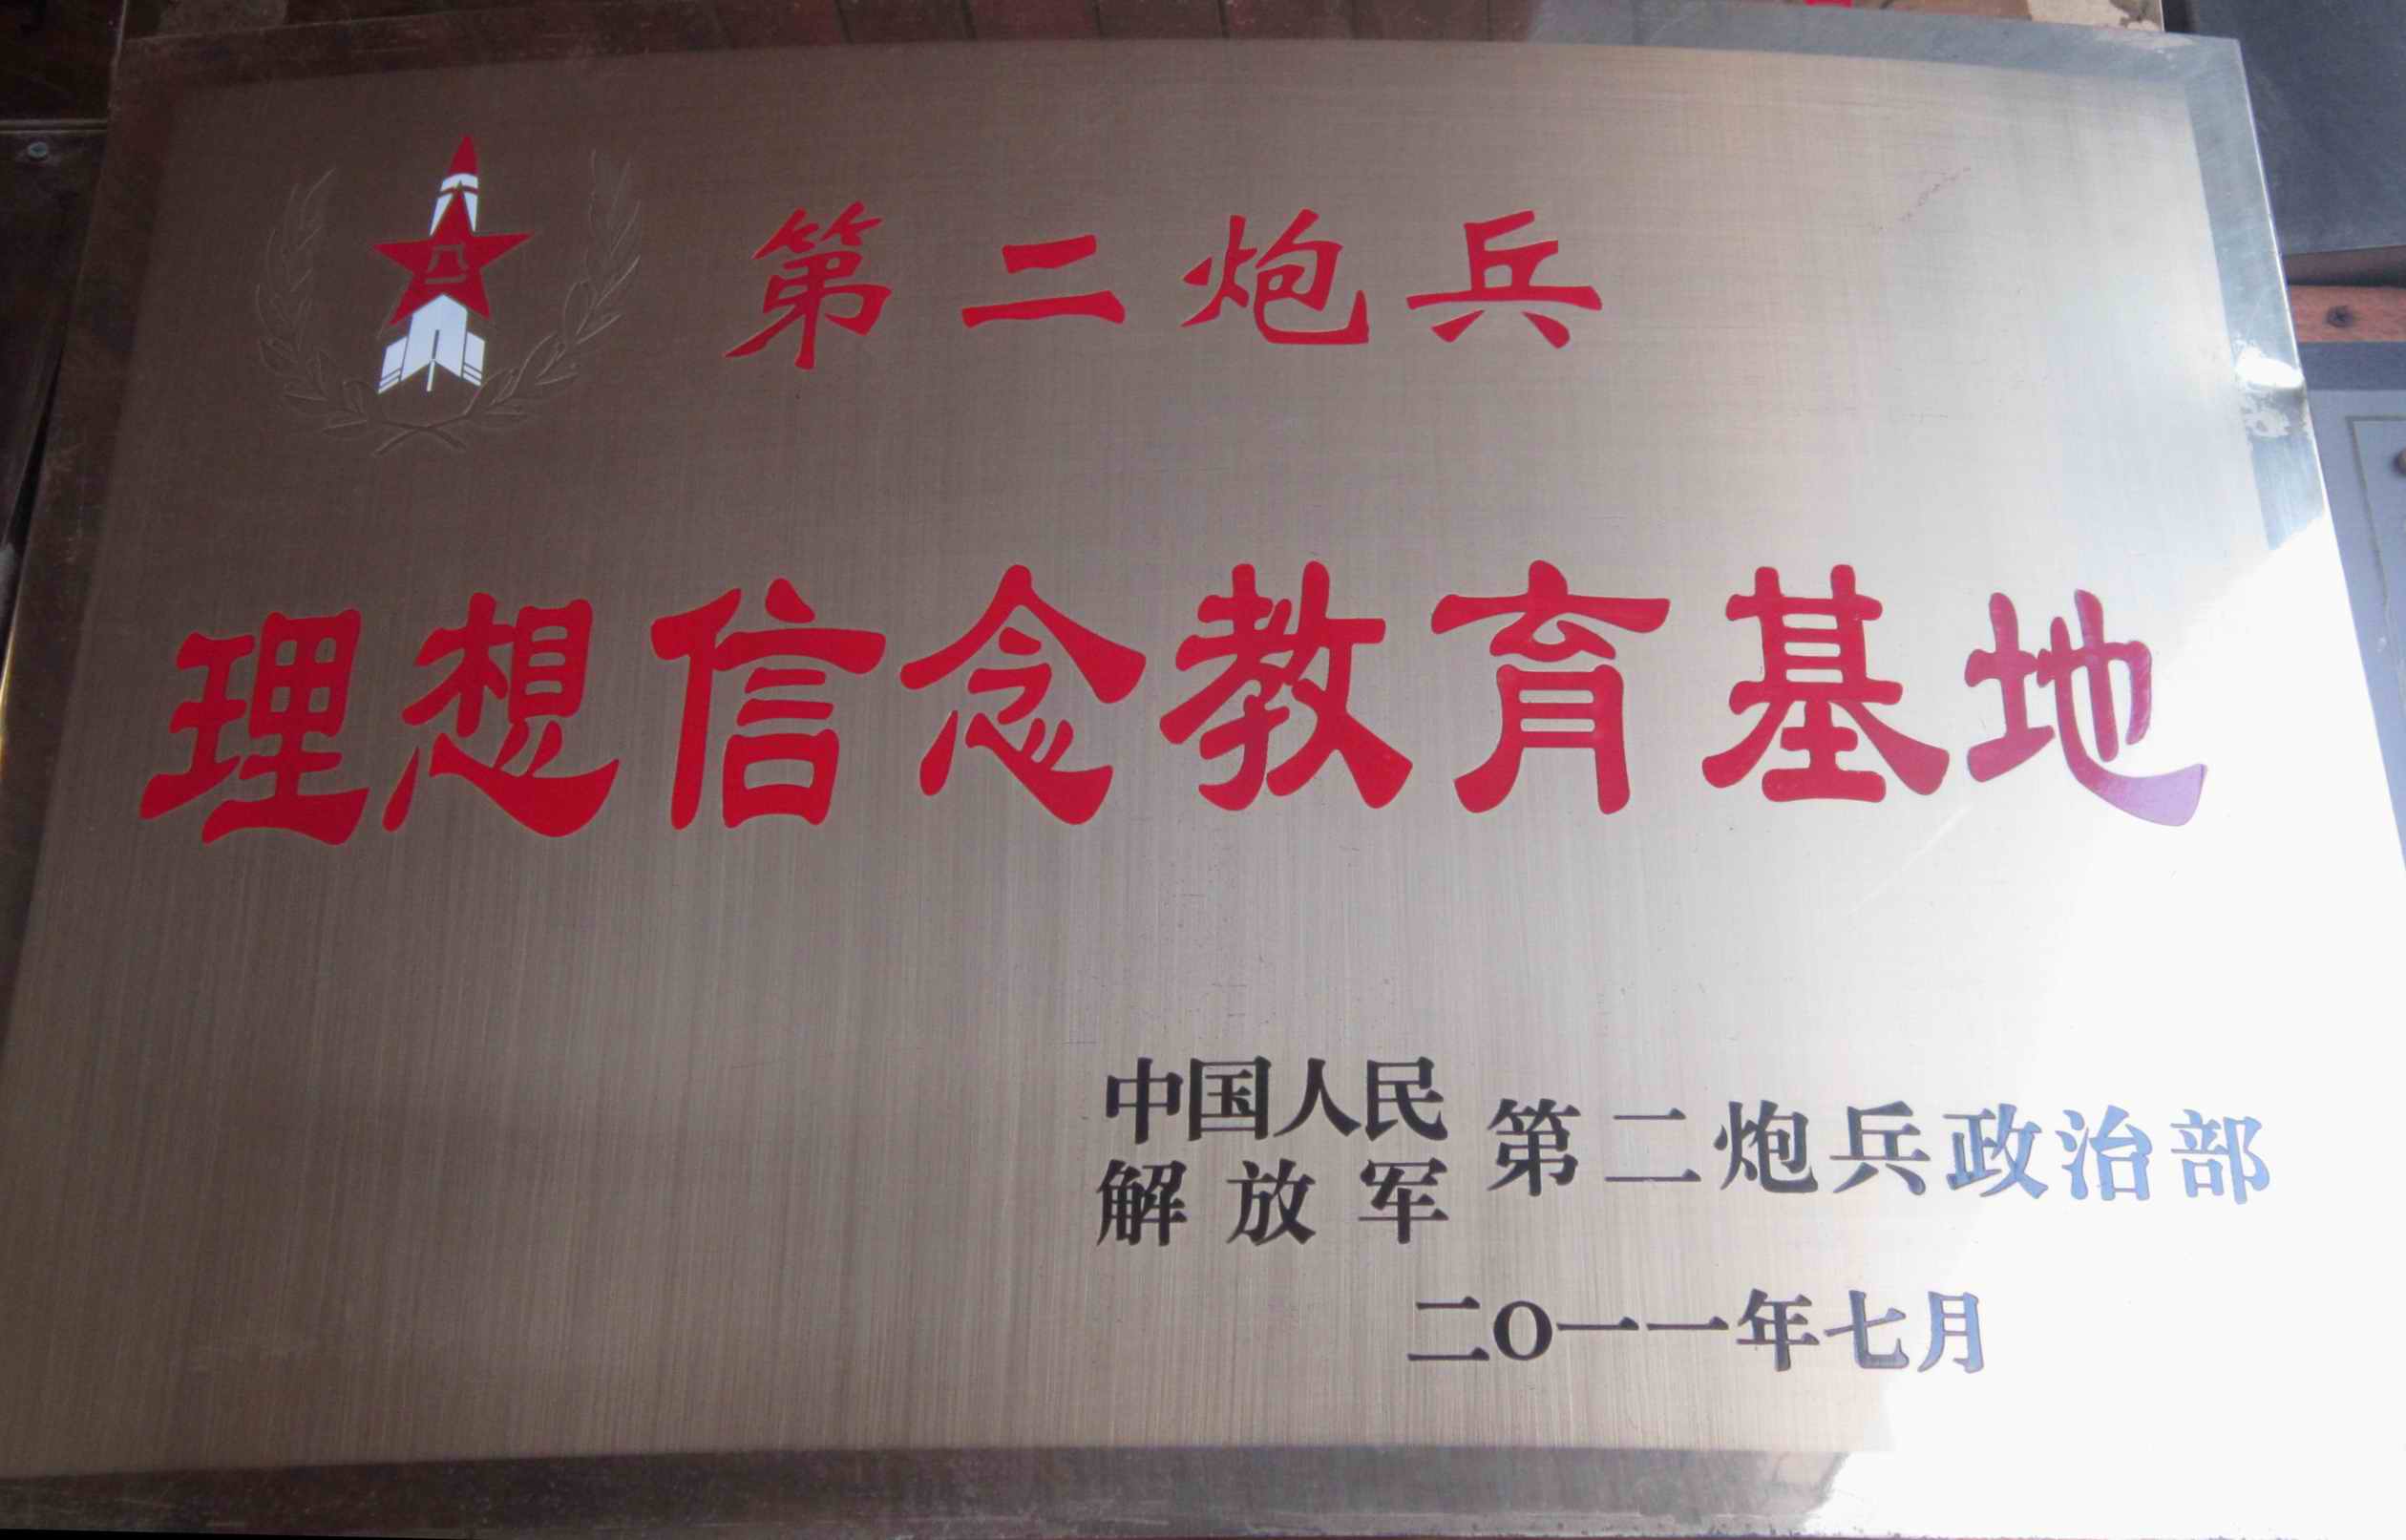 第二炮兵
理想信念教育基地
中国人民
解放军
第二炮兵政治部
二〇一一年七月